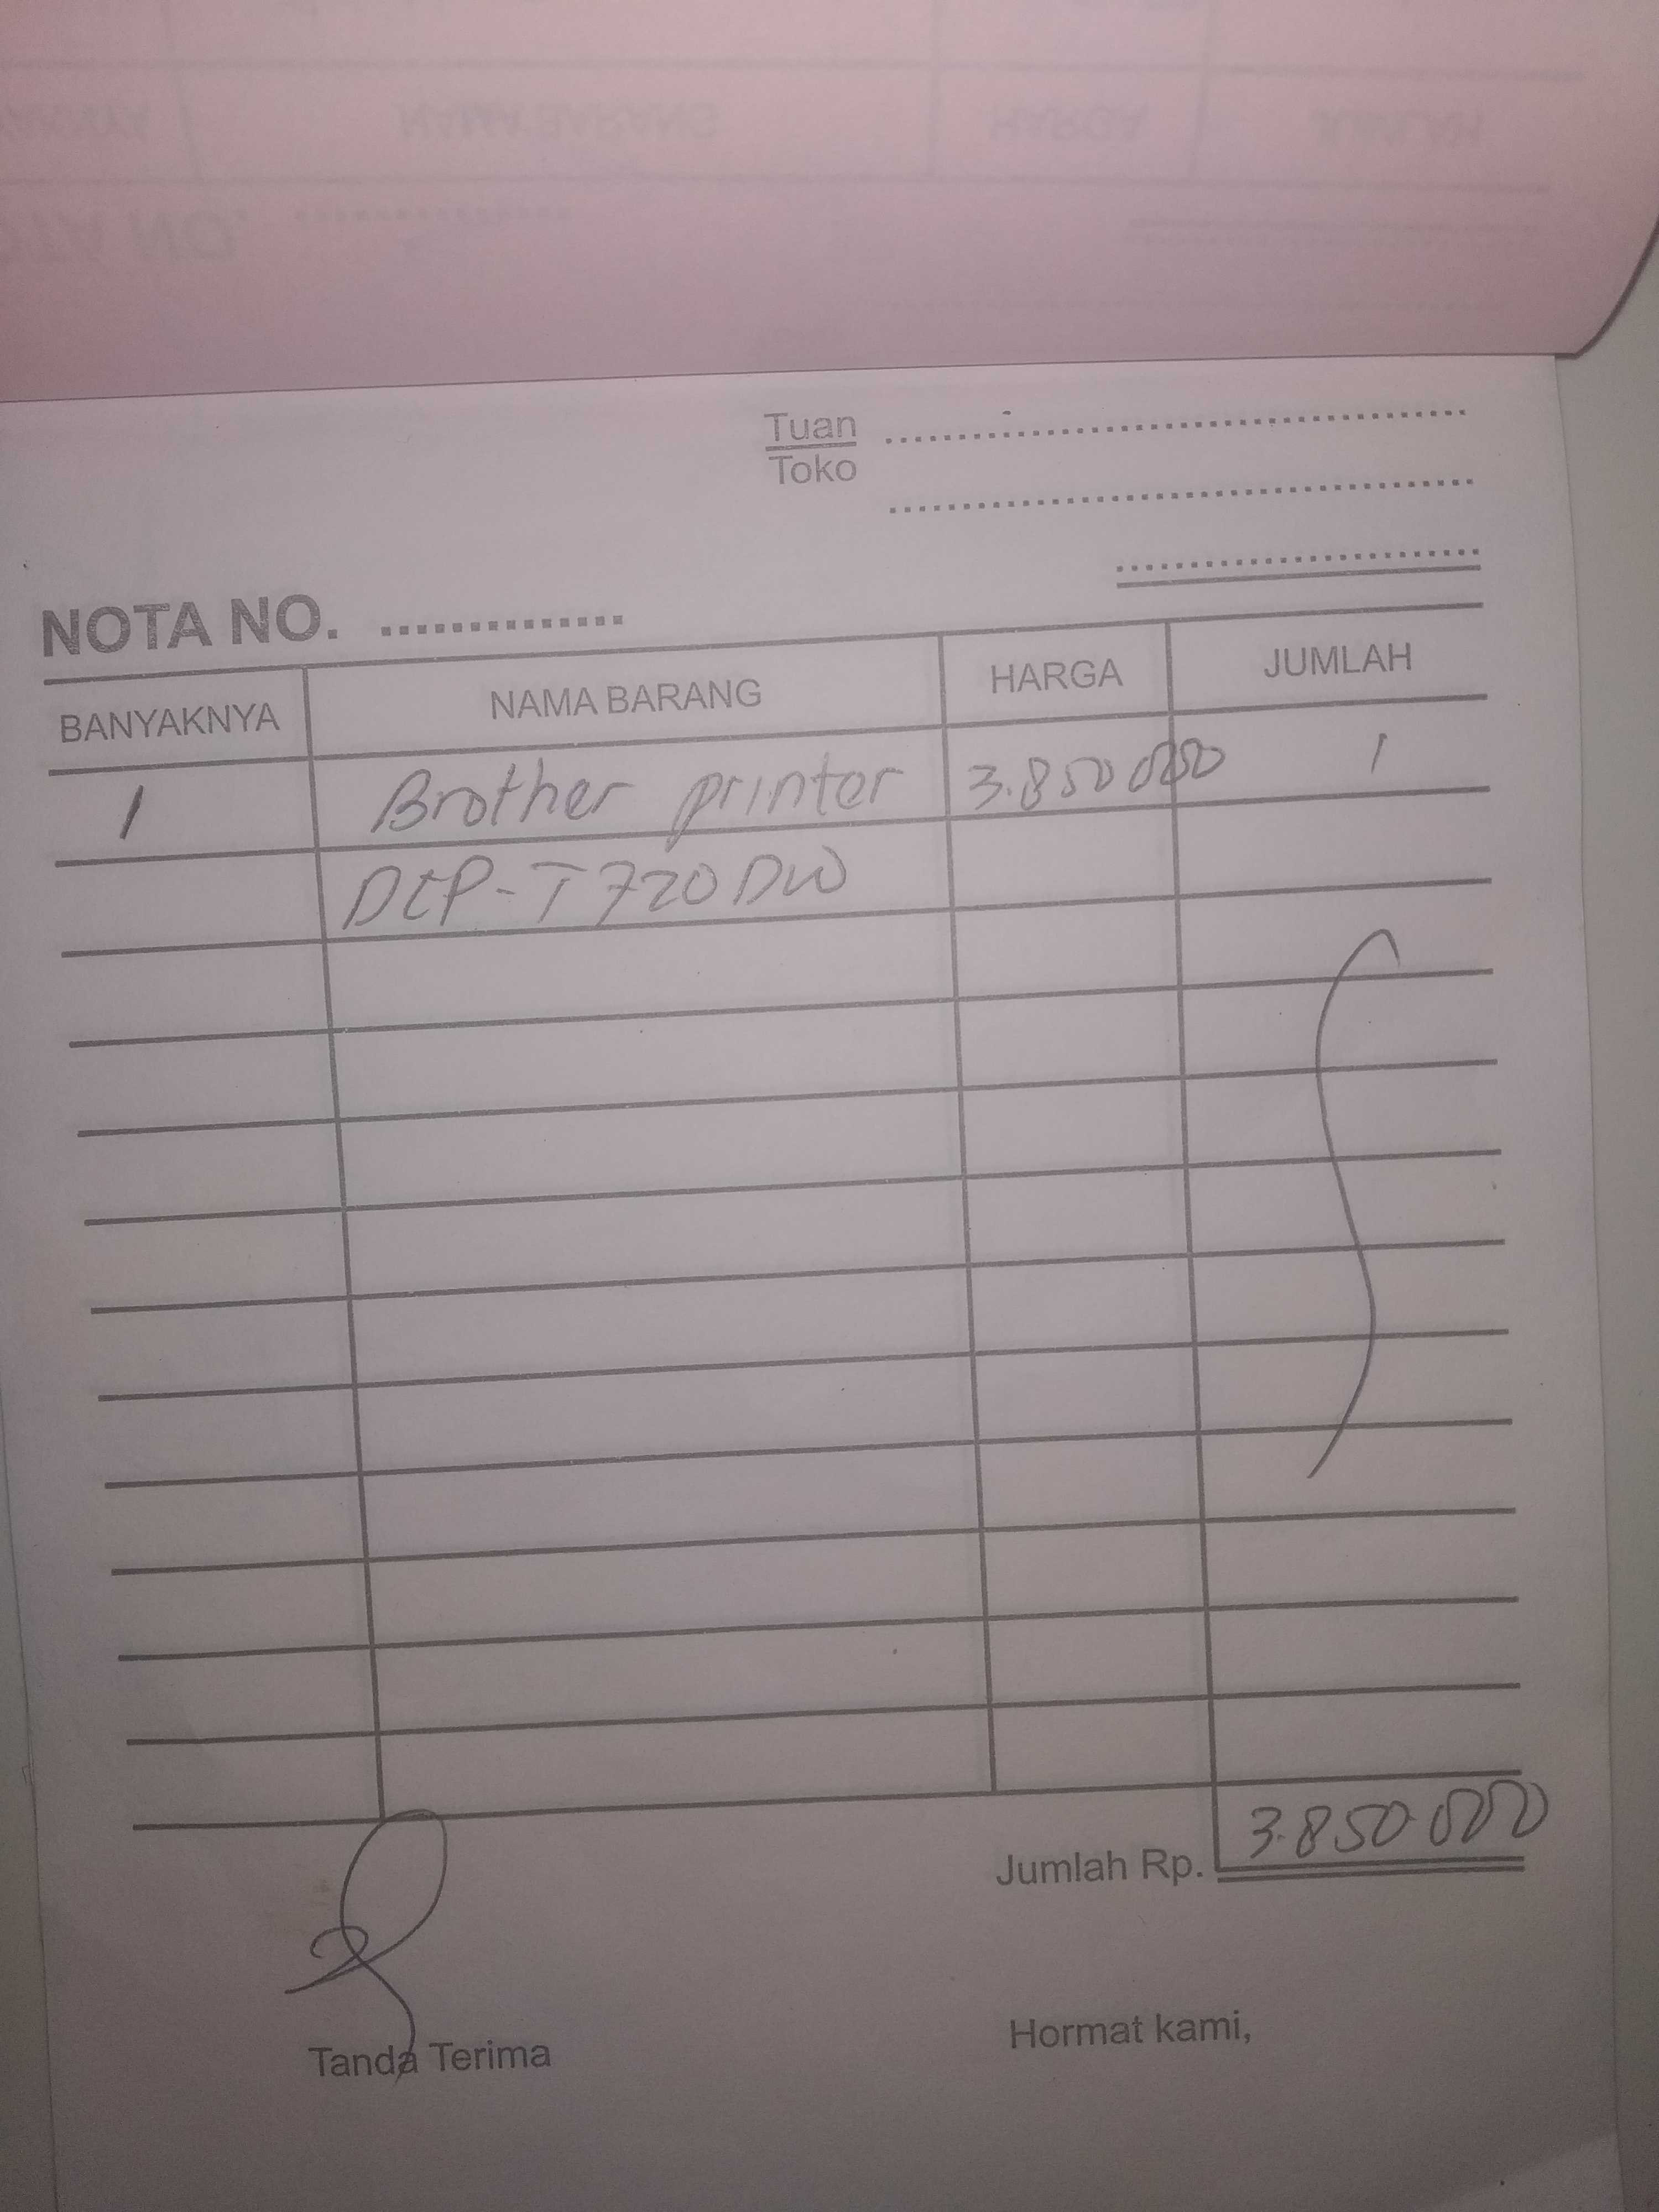 Tuan ........................................
Toko ........................................
........................
NOTA NO. ..............
BANYAKNYA NAMA BARANG HARGA JUMLAH
1 Brother printer 3.850 000 1
DCP-T720DW
Jumlah Rp. 3.850.000
Tanda Terima Hormat kami,